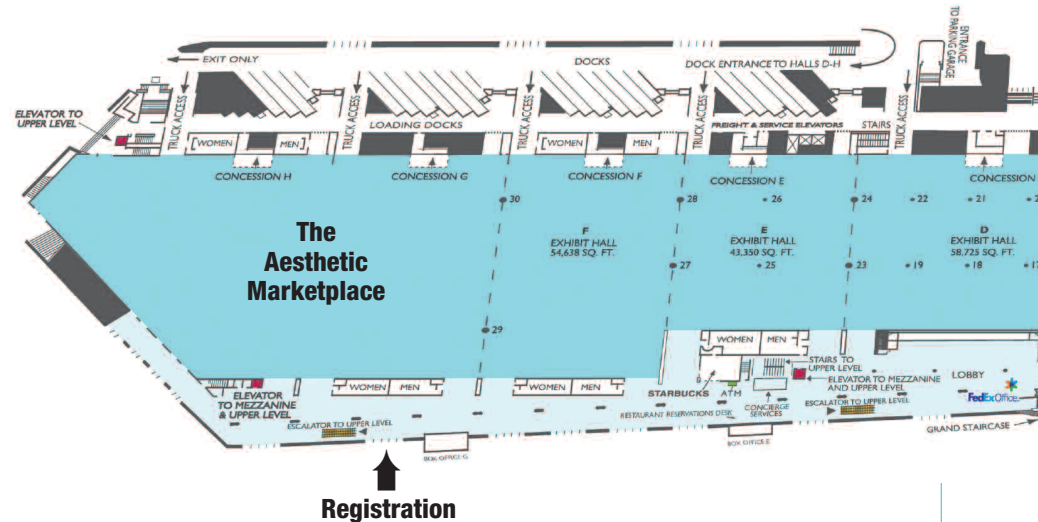 ENTRANCE
TO PARKING GARAGE
EXIT ONLY
DOCKS
DOCK ENTRANCE TO HALLS D-H
ELEVATOR TO
UPPER LEVEL
TRUCK ACCESS
TRUCK ACCESS
TRUCK ACCESS
TRUCK ACCESS
TRUCK ACCESS
LOADING DOCKS
FREIGHT & SERVICE ELEVATORS
STAIRS
WOMEN
MEN
WOMEN
MEN
CONCESSION H
CONCESSION G
CONCESSION F
CONCESSION E
CONCESSION
30
28
26
24
22
21
The
Aesthetic
Marketplace
F
EXHIBIT HALL
54,638 SQ. FT.
E
EXHIBIT HALL
43,350 SQ. FT.
D
EXHIBIT HALL
58,725 SQ. FT.
27
25
23
19
18
17
29
WOMEN
MEN
STAIRS TO
UPPER LEVEL
ELEVATOR TO MEZZANINE
AND UPPER LEVEL
LOBBY
FedEx Office
WOMEN
MEN
WOMEN
MEN
STARBUCKS
ATM
CONCIERGE
SERVICES
ELEVATOR
TO MEZZANINE
& UPPER LEVEL
ESCALATOR TO UPPER LEVEL
RESTAURANT RESERVATIONS DESK
ESCALATOR TO UPPER LEVEL
BOX OFFICE G
BOX OFFICE E
GRAND STAIRCASE
Registration